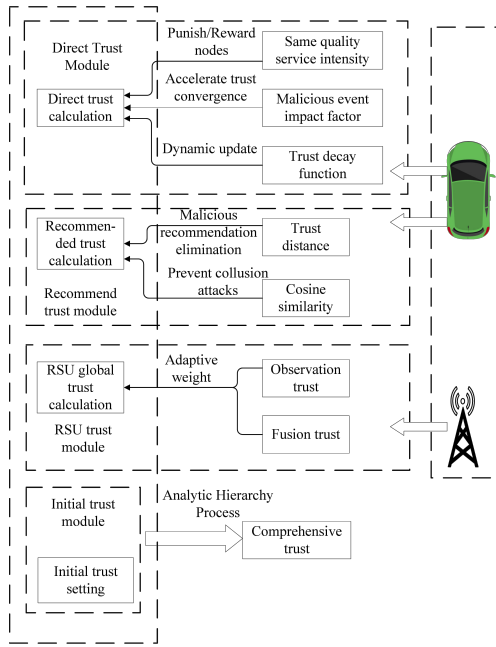 Direct Trust
Module
Punish/Reward
nodes
Same quality
service intensity
Direct trust
calculation
Accelerate trust
convergence
Malicious event
impact factor
Dynamic update
Trust decay
function
Recommen-
ded trust
calculation
Malicious
recommendation
elimination
Trust
distance
Prevent collusion
attacks
Cosine
similarity
Recommend
trust module
RSU global
trust
calculation
Adaptive
weight
Observation
trust
RSU trust
module
Fusion trust
Initial trust
module
Analytic Hierarchy
Process
Comprehensive
trust
Initial trust
setting